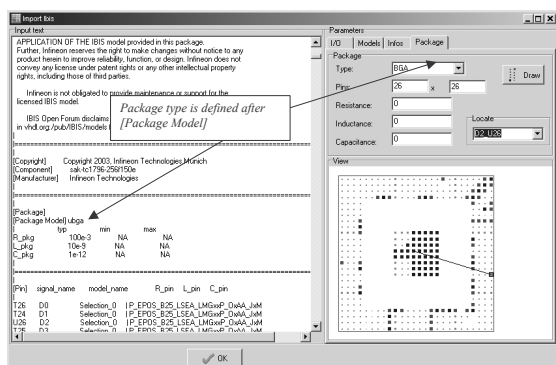 Import Ibis
Input text
APPLICATION OF THE IBIS model provided in this package.
Further, Infineon reserves the right to make changes without notice to any
product herein to improve reliability, function, or design. Infineon does not
convey any license under patent rights or any other intellectual property
rights, including those of third parties.
Infineon is not obligated to provide maintenance or support for the
licensed IBIS model.
IBIS Open Forum disclaims
in vhdl.org:/pub/IBIS/models
Package type is defined after
[Package Model]
[Copyright] Copyright 2003, Infineon Technologies Munich
[Component] sak-tc1796-256f150e
[Manufacturer] Infineon Technologies
[Package]
[Package Model] ubga
| typ min max
R_pkg 100e-3 NA NA
L_pkg 10e-9 NA NA
C_pkg 1e-12 NA NA
[Pin] signal_name model_name R_pin L_pin C_pin
T26 D0 Selection_0 | P_EPOS_B25_LSEA_LMGxxP_OxAA_JxM
T24 D1 Selection_0 | P_EPOS_B25_LSEA_LMGxxP_OxAA_JxM
U26 D2 Selection_0 | P_EPOS_B25_LSEA_LMGxxP_OxAA_JxM
T25 D3 Selection_0 | P_EPOS_B25_LSEA_LMGxxP_OxAA_JxM
OK
Parameters
I/O Models Infos Package
Package
Type: BGA
Pins: 26 x 26
Draw
Resistance: 0
Inductance: 0
Capacitance: 0
Locate
D2_U26
View